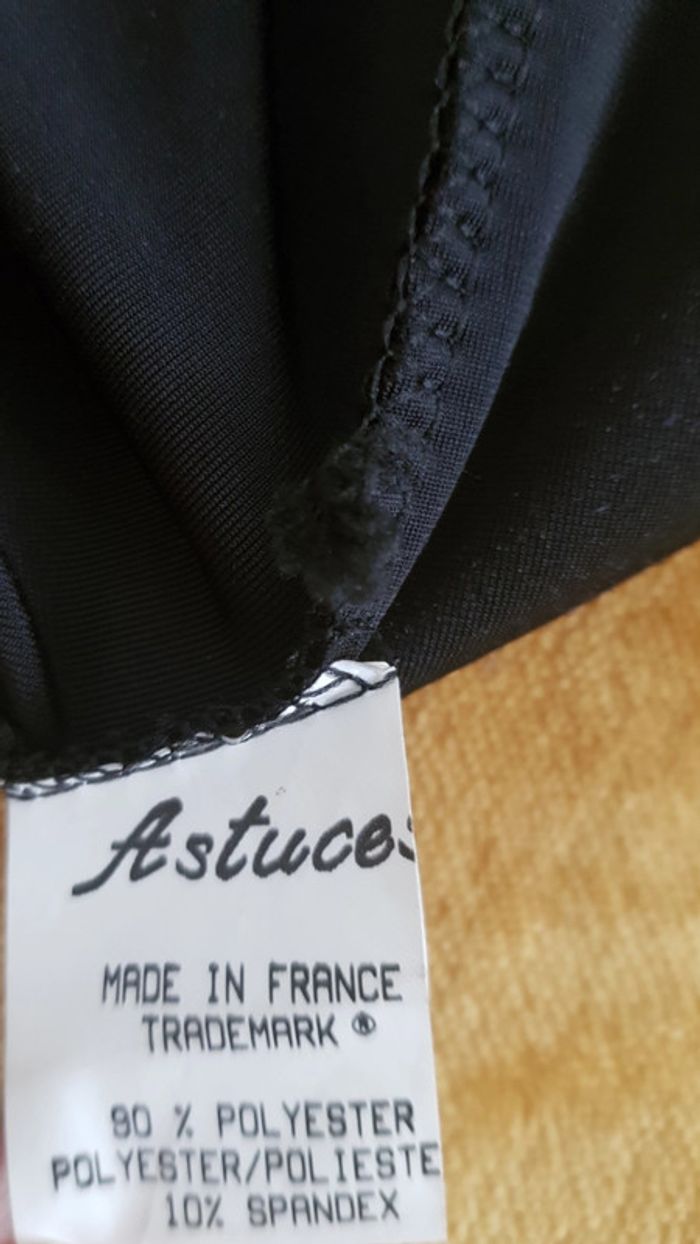 Astuces
MADE IN FRANCE
TRADEMARK ®
90 % POLYESTER
POLYESTER/POLIESTE
10% SPANDEX